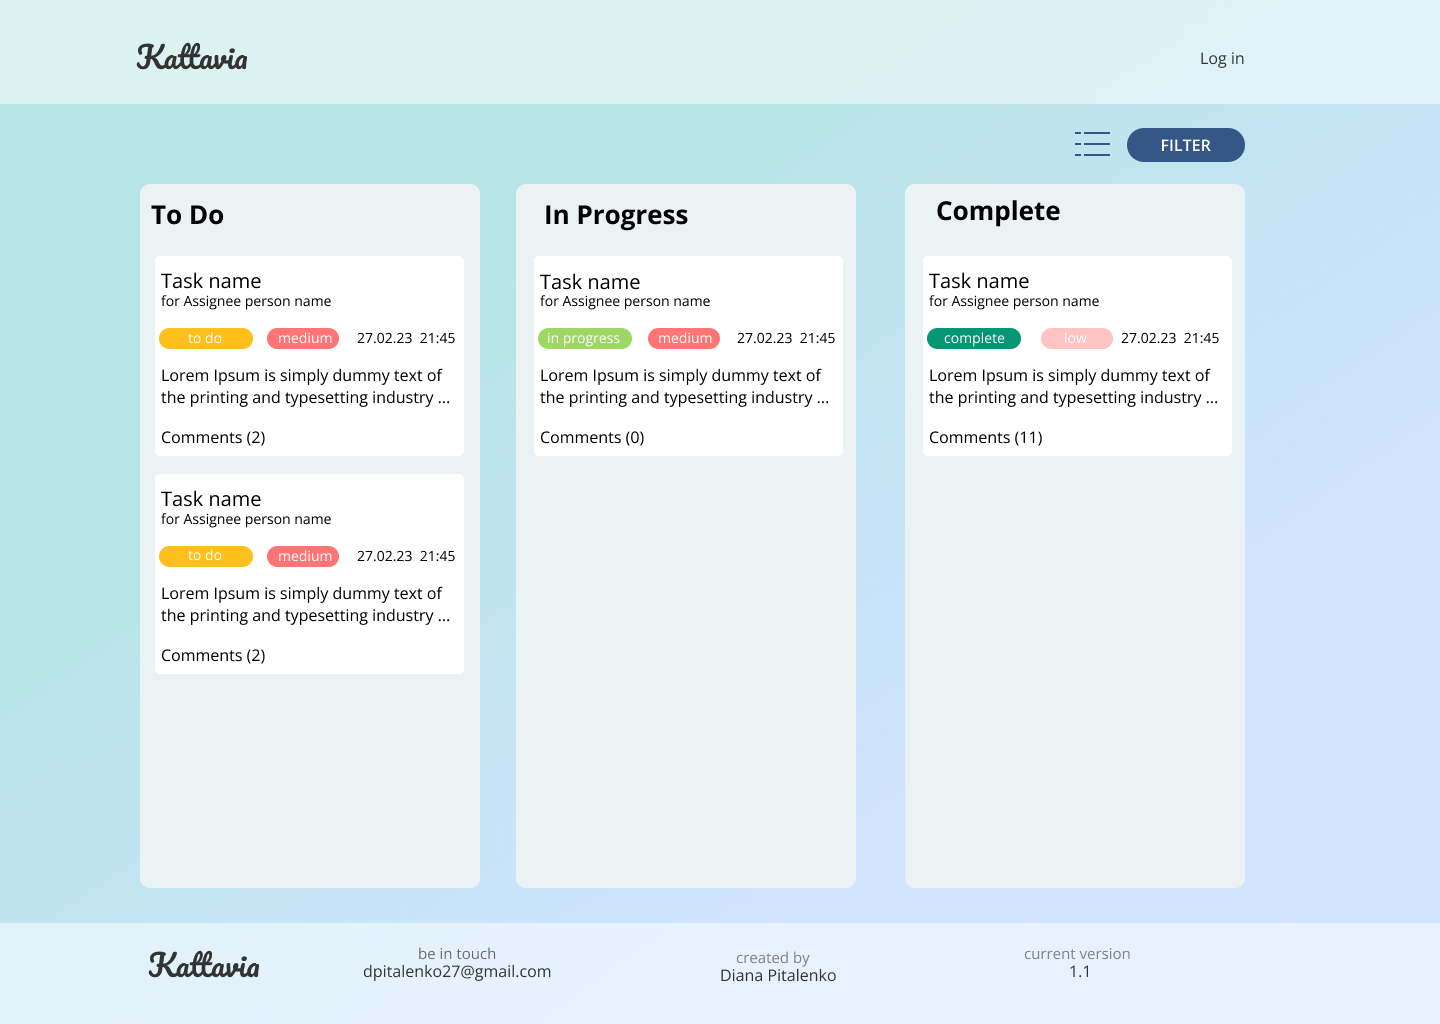 Kattavia
Log in
FILTER
To Do
Task name
for Assignee person name
to do medium 27.02.23 21:45
Lorem Ipsum is simply dummy text of
the printing and typesetting industry ...
Comments (2)
Task name
for Assignee person name
to do medium 27.02.23 21:45
Lorem Ipsum is simply dummy text of
the printing and typesetting industry ...
Comments (2)
In Progress
Task name
for Assignee person name
in progress medium 27.02.23 21:45
Lorem Ipsum is simply dummy text of
the printing and typesetting industry ...
Comments (0)
Complete
Task name
for Assignee person name
complete low 27.02.23 21:45
Lorem Ipsum is simply dummy text of
the printing and typesetting industry ...
Comments (11)
Kattavia
be in touch
dpitalenko27@gmail.com
created by
Diana Pitalenko
current version
1.1